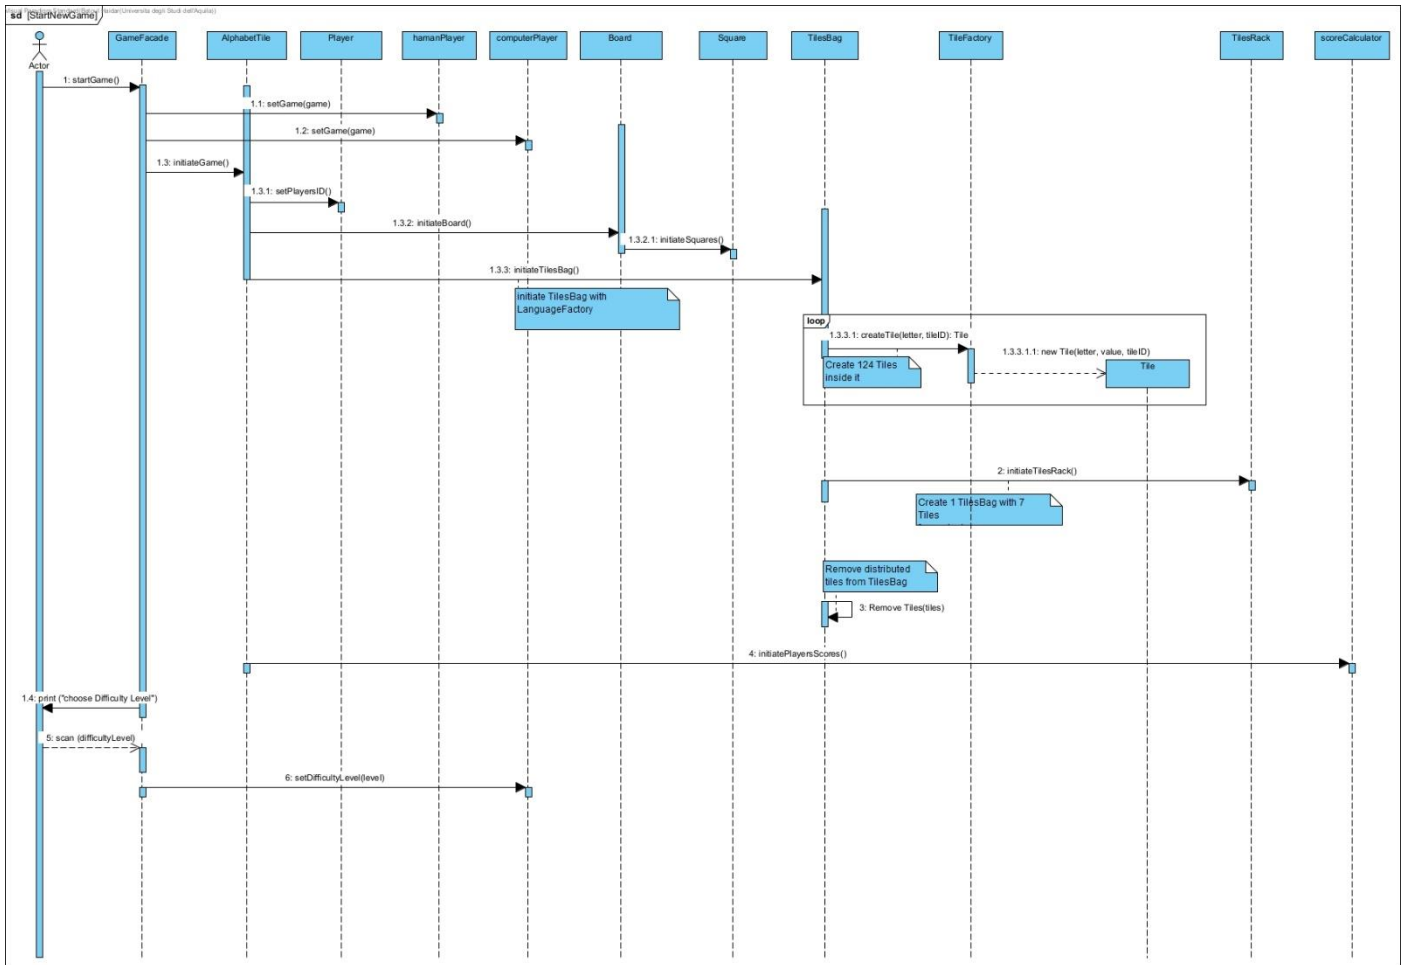 sd [StartNewGame]
Actor
GameFacade
AlphabetTile
Player
hamanPlayer
computerPlayer
Board
Square
TilesBag
TileFactory
TilesRack
scoreCalculator
1: startGame()
1.1: setGame(game)
1.2: setGame(game)
1.3: initiateGame()
1.3.1: setPlayersID()
1.3.2: initiateBoard()
1.3.2.1: initiateSquares()
1.3.3: initiateTilesBag()
initiate TilesBag with
LanguageFactory
loop
1.3.3.1: createTile(letter, tileID): Tile
1.3.3.1.1: new Tile(letter, value, tileID)
Create 124 Tiles
inside it
Tile
2: initiateTilesRack()
Create 1 TilesBag with 7
Tiles
Remove distributed
tiles from TilesBag
3: Remove Tiles(tiles)
4: initiatePlayersScores()
1.4: print ("choose Difficulty Level")
5: scan (difficultyLevel)
6: setDifficultyLevel(level)